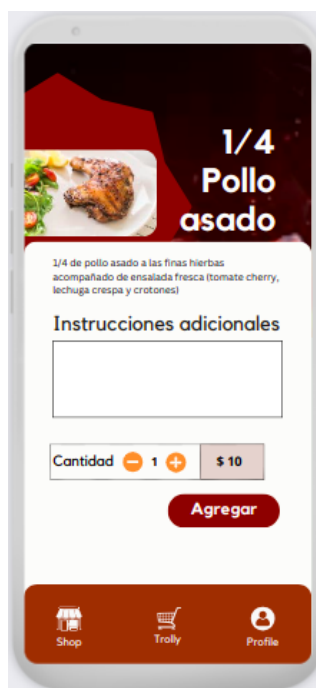 1/4
Pollo
asado
1/4 de pollo asado a las finas hierbas
acompañado de ensalada fresca (tomate cherry,
lechuga crespa y crotones)
Instrucciones adicionales
Cantidad 1 $ 10
Agregar
Shop Trolly Profile